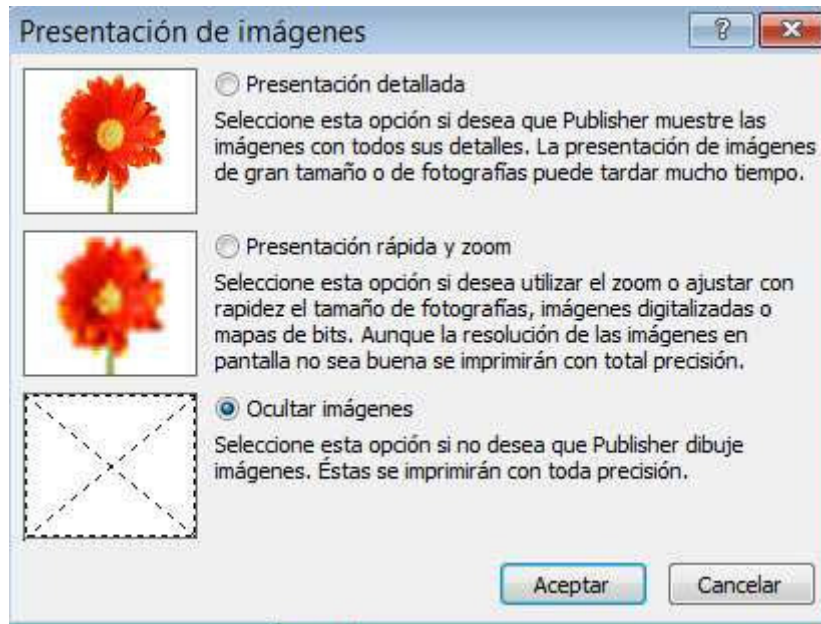 Presentación de imágenes
?
Presentación detallada
Seleccione esta opción si desea que Publisher muestre las
imágenes con todos sus detalles. La presentación de imágenes
de gran tamaño o de fotografías puede tardar mucho tiempo.
Presentación rápida y zoom
Seleccione esta opción si desea utilizar el zoom o ajustar con
rapidez el tamaño de fotografías, imágenes digitalizadas o
mapas de bits. Aunque la resolución de las imágenes en
pantalla no sea buena se imprimirán con total precisión.
Ocultar imágenes
Seleccione esta opción si no desea que Publisher dibuje
imágenes. Éstas se imprimirán con toda precisión.
Aceptar
Cancelar